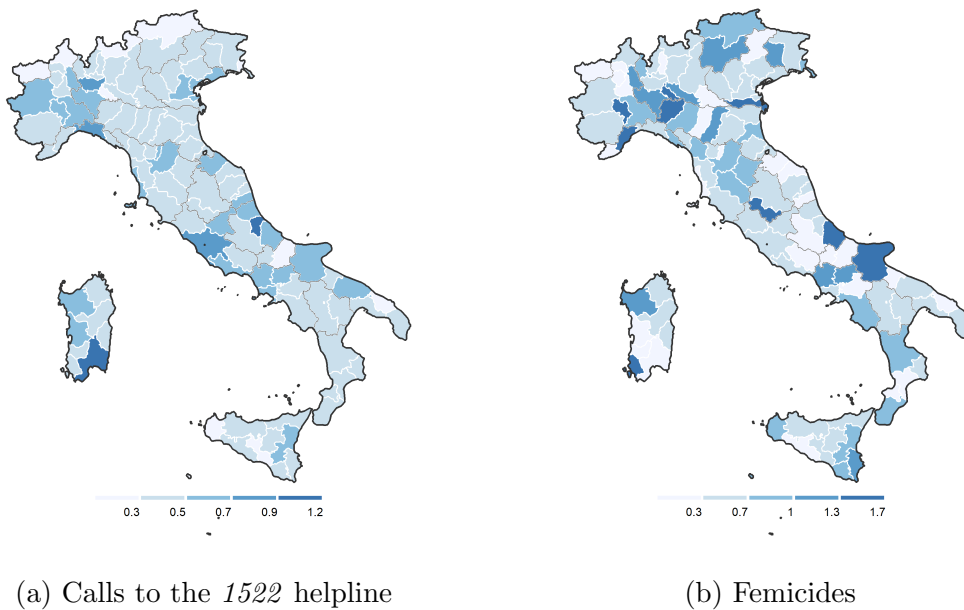 0.3 0.5 0.7 0.9 1.2
0.3 0.7 1 1.3 1.7
(a) Calls to the 1522 helpline
(b) Femicides